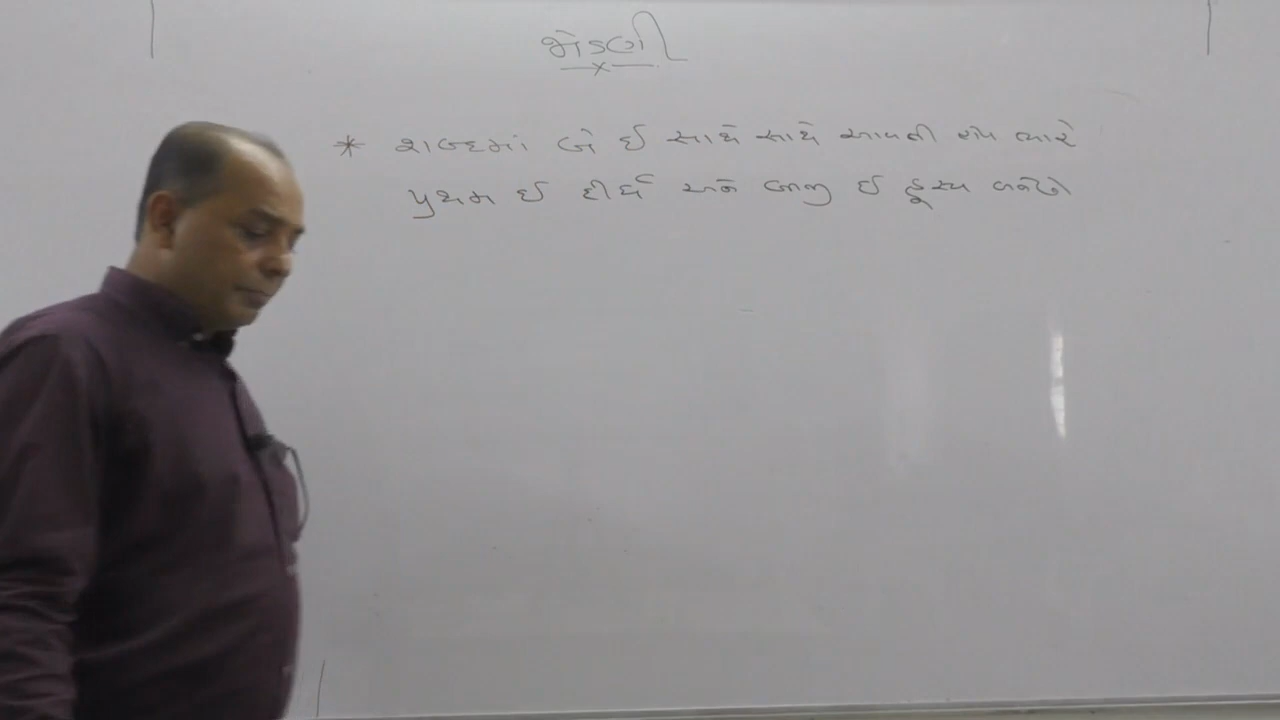 જોડણી
* શબ્દમાં બે ઈ સાથે સાથે આવતી હોય ત્યારે
પ્રથમ ઈ દીર્ઘ અને બીજી ઈ હ્રસ્વ બનશે